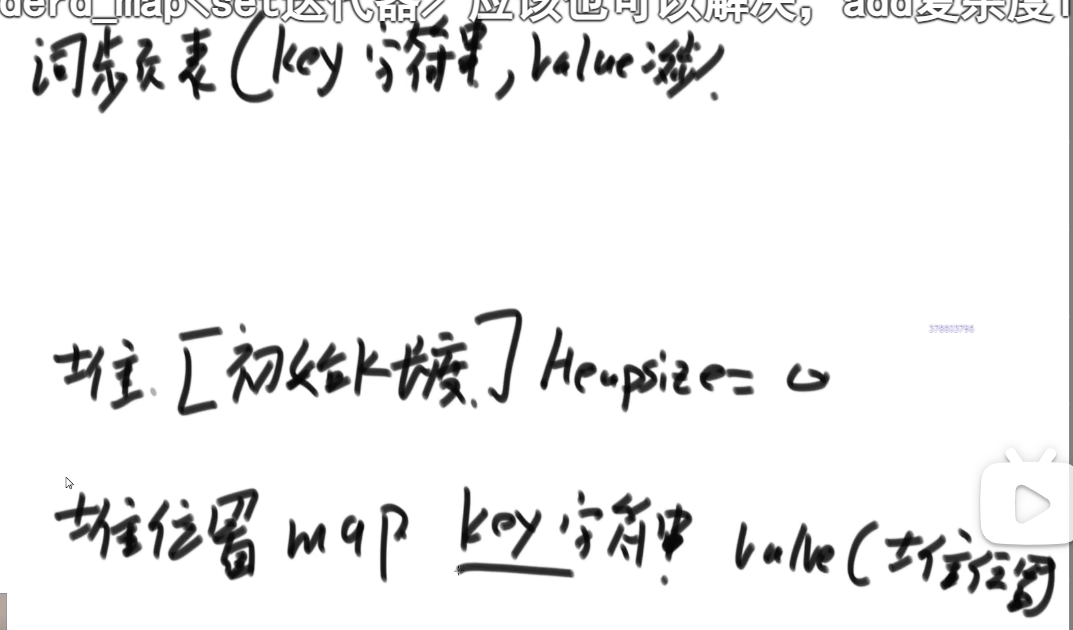 derd_map<set迭代器> 应该也可以解决，add复杂度
词频表(key 字符串, value 次数).
堆 [初始K长度.] Heapsize = 0
376803796
堆位置 map key 字符串. value (堆位置)